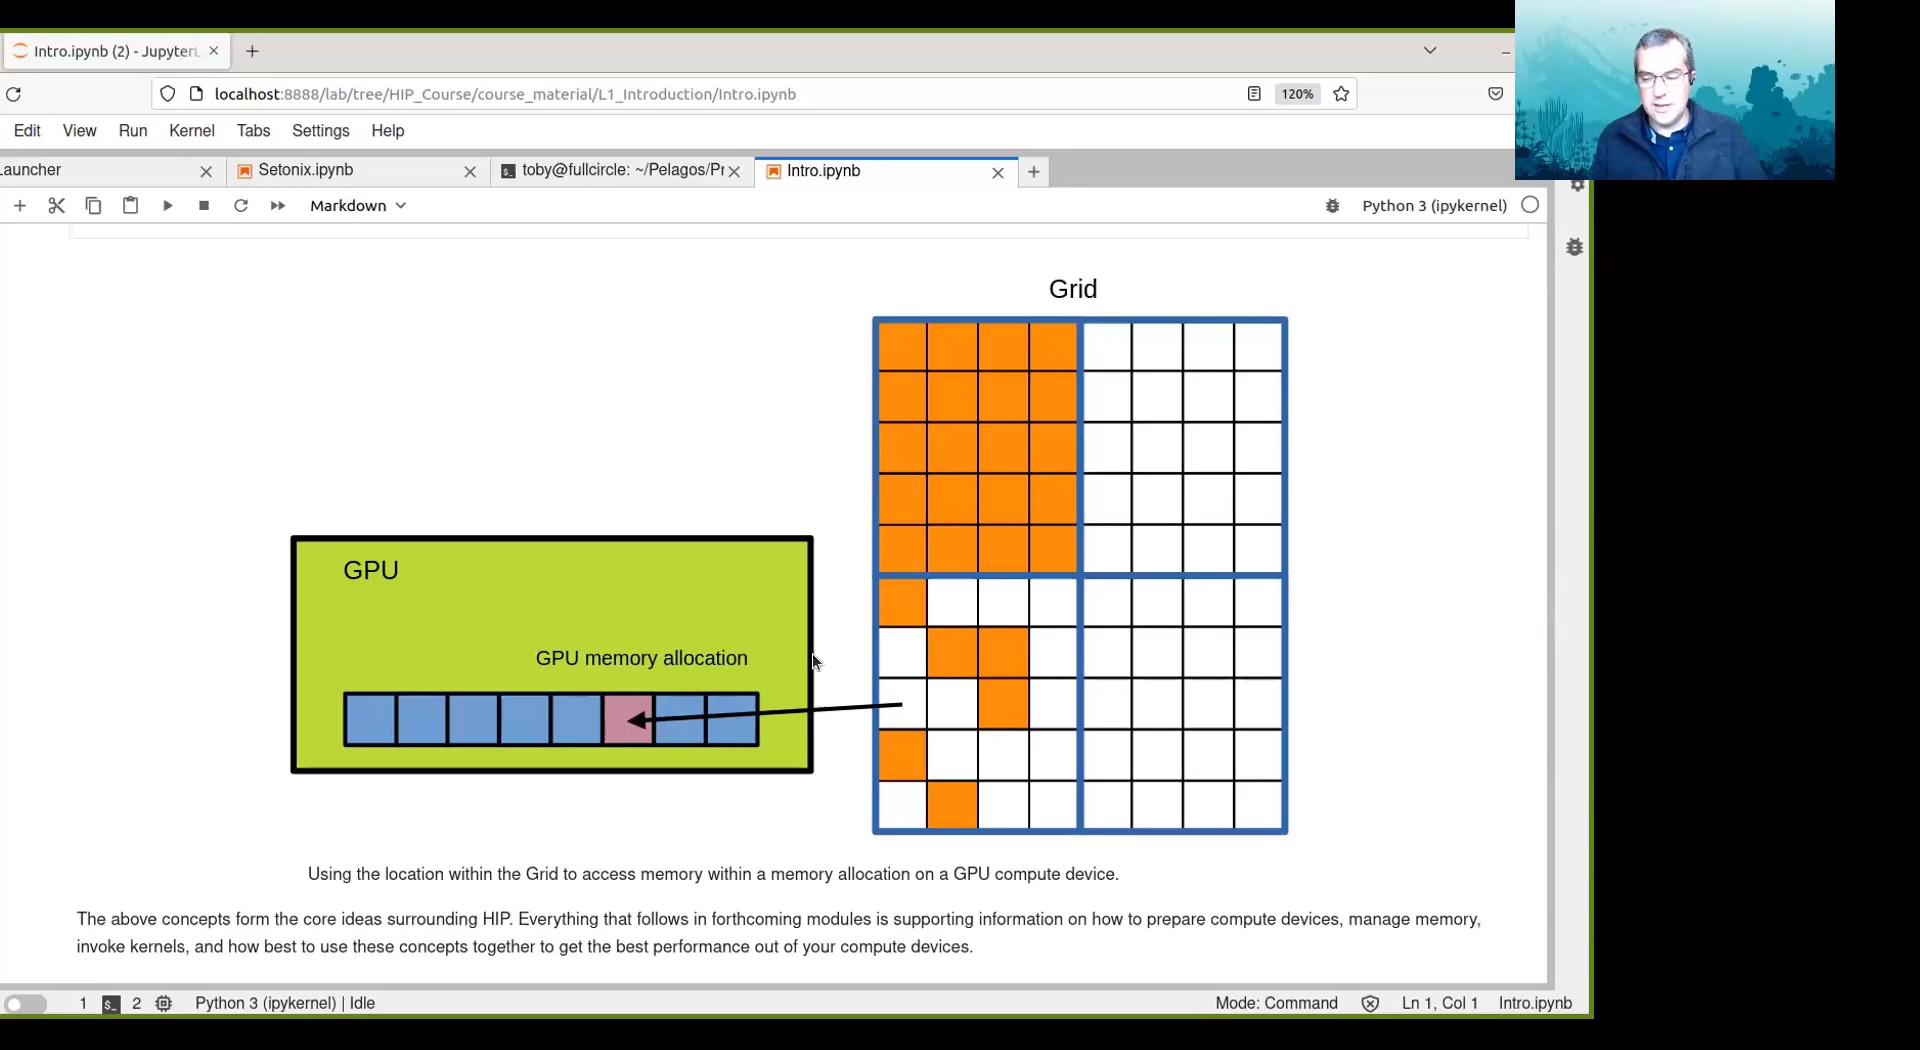 Intro.ipynb (2) - JupyterL
localhost:8888/lab/tree/HIP_Course/course_material/L1_Introduction/Intro.ipynb
120%
Edit View Run Kernel Tabs Settings Help
Launcher
Setonix.ipynb
toby@fullcircle: ~/Pelagos/Pr
Intro.ipynb
Markdown
Python 3 (ipykernel)
Grid
GPU
GPU memory allocation
Using the location within the Grid to access memory within a memory allocation on a GPU compute device.
The above concepts form the core ideas surrounding HIP. Everything that follows in forthcoming modules is supporting information on how to prepare compute devices, manage memory,
invoke kernels, and how best to use these concepts together to get the best performance out of your compute devices.
1 2 Python 3 (ipykernel) | Idle
Mode: Command Ln 1, Col 1 Intro.ipynb